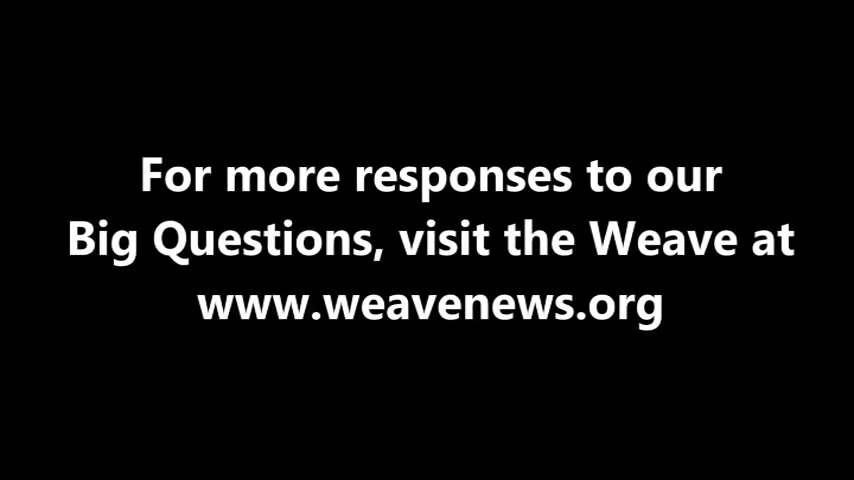 For more responses to our
Big Questions, visit the Weave at
www.weavenews.org